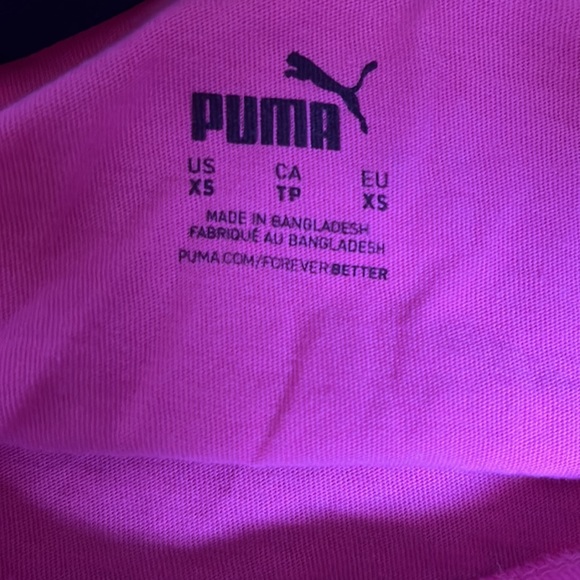 PUMA
US CA EU
XS TP XS
MADE IN BANGLADESH
FABRIQUÉ AU BANGLADESH
PUMA.COM/FOREVERBETTER